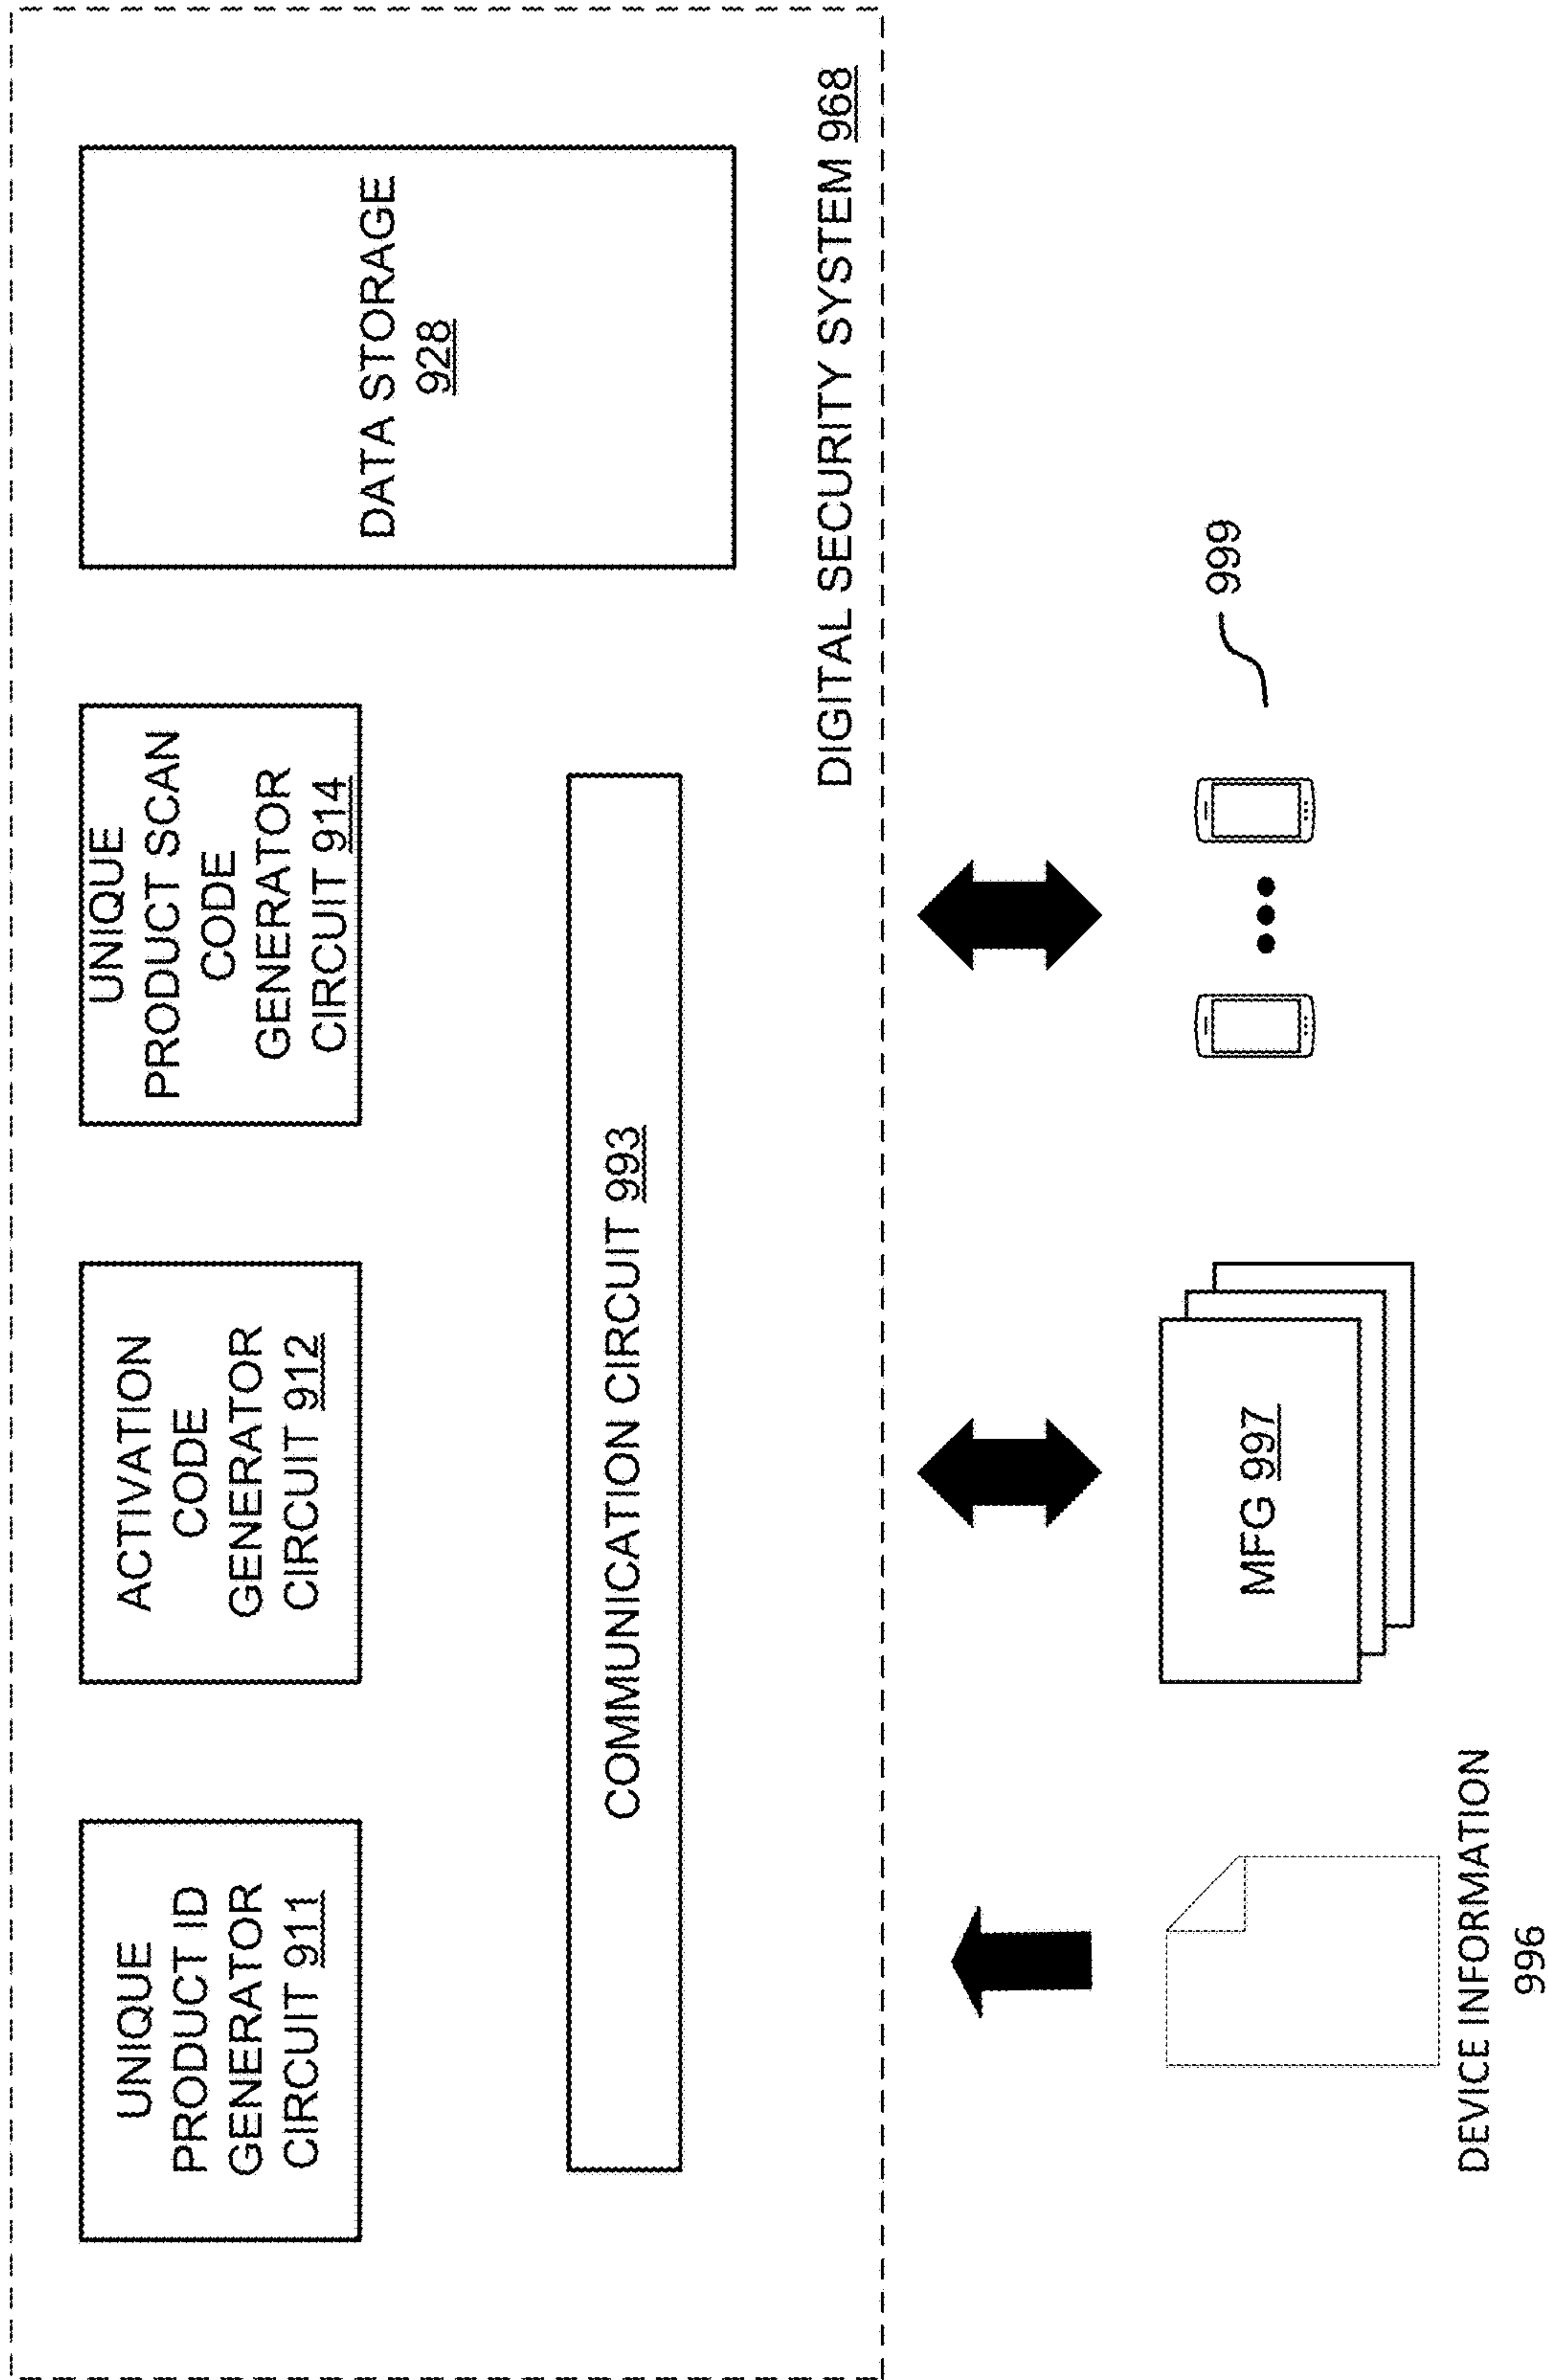 UNIQUE
PRODUCT ID
GENERATOR
CIRCUIT 911
ACTIVATION
CODE
GENERATOR
CIRCUIT 912
UNIQUE
PRODUCT SCAN
CODE
GENERATOR
CIRCUIT 914
DATA STORAGE
928
COMMUNICATION CIRCUIT 993
DIGITAL SECURITY SYSTEM 968
MFG 997
999
DEVICE INFORMATION
996